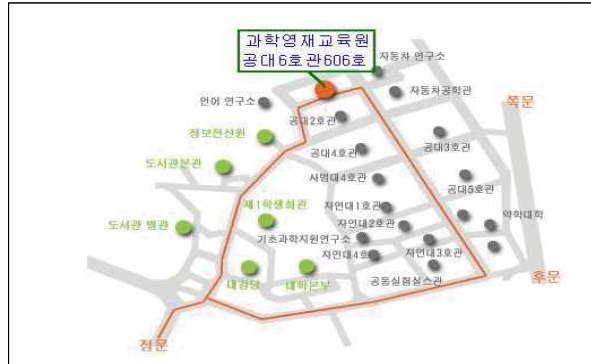 과학영재교육원
공대6호관606호
자동차 연구소
언어 연구소
자동차공학관
쪽문
공대2호관
정보전산원
공대3호관
공대4호관
도서관본관
사범대4호관
공대5호관
제1학생회관
자연대1호관
도서관 별관
자연대2호관
약학대학
기초과학지원연구소
자연대3호관
자연대4호
후문
대강당
대학본부
공동실험실습관
정문